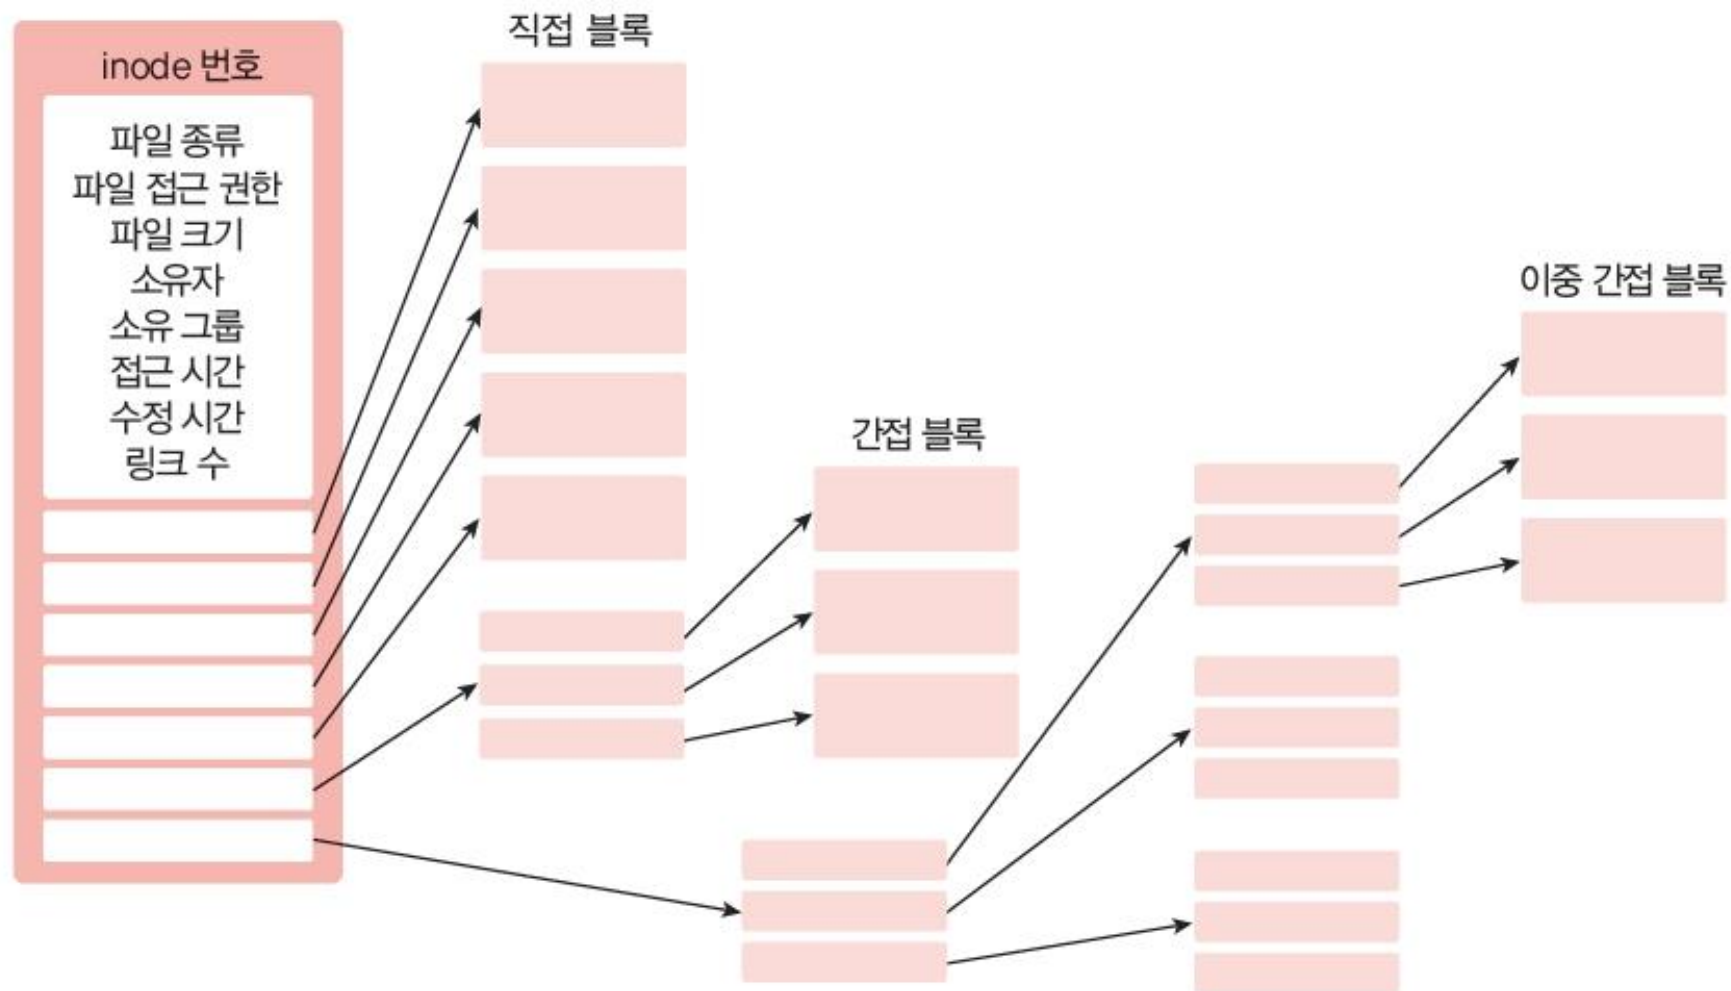 inode 번호
파일 종류
파일 접근 권한
파일 크기
소유자
소유 그룹
접근 시간
수정 시간
링크 수
직접 블록
간접 블록
이중 간접 블록